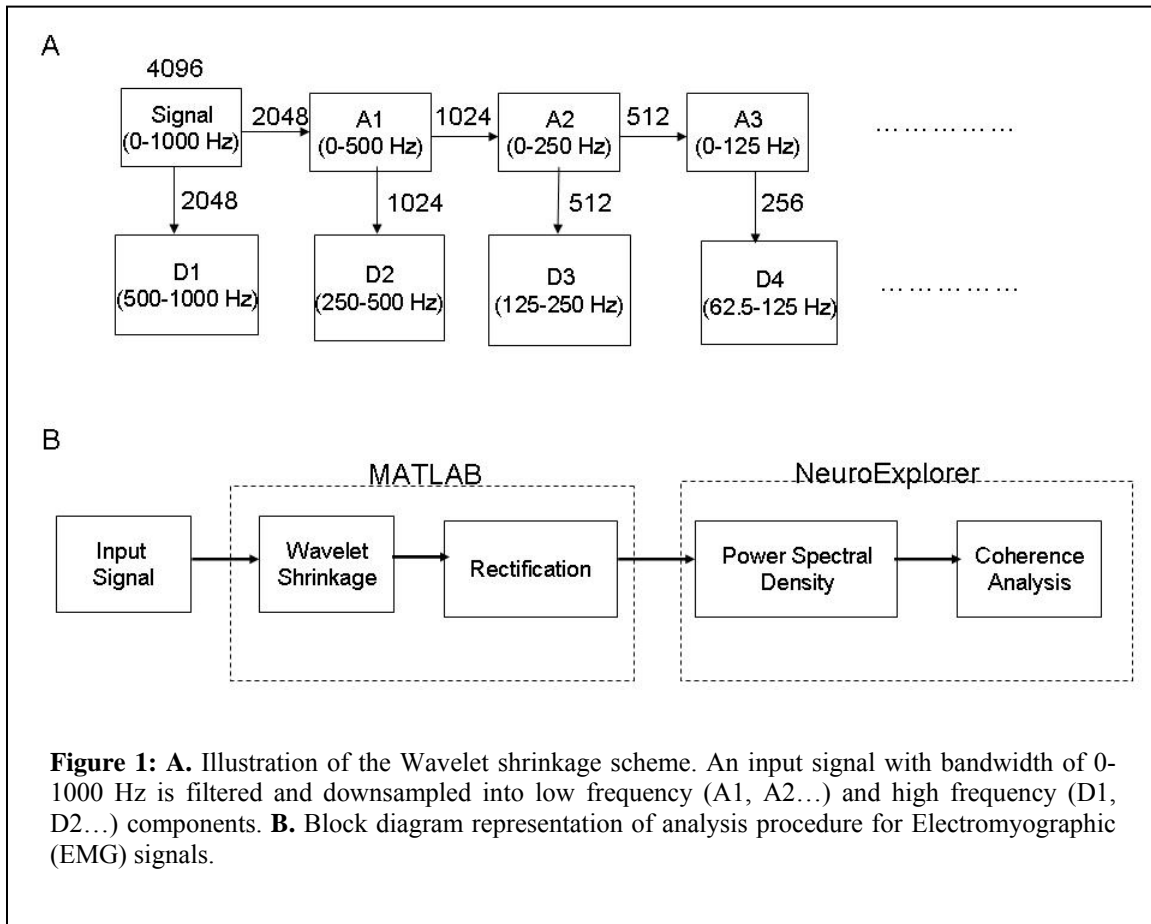 A
4096
Signal
(0-1000 Hz)
2048
A1
(0-500 Hz)
1024
A2
(0-250 Hz)
512
A3
(0-125 Hz)
……………
2048
1024
512
256
D1
(500-1000 Hz)
D2
(250-500 Hz)
D3
(125-250 Hz)
D4
(62.5-125 Hz)
……………
B
MATLAB
NeuroExplorer
Input
Signal
Wavelet
Shrinkage
Rectification
Power Spectral
Density
Coherence
Analysis
Figure 1: A. Illustration of the Wavelet shrinkage scheme. An input signal with bandwidth of 0-
1000 Hz is filtered and downsampled into low frequency (A1, A2…) and high frequency (D1,
D2…) components. B. Block diagram representation of analysis procedure for Electromyographic
(EMG) signals.